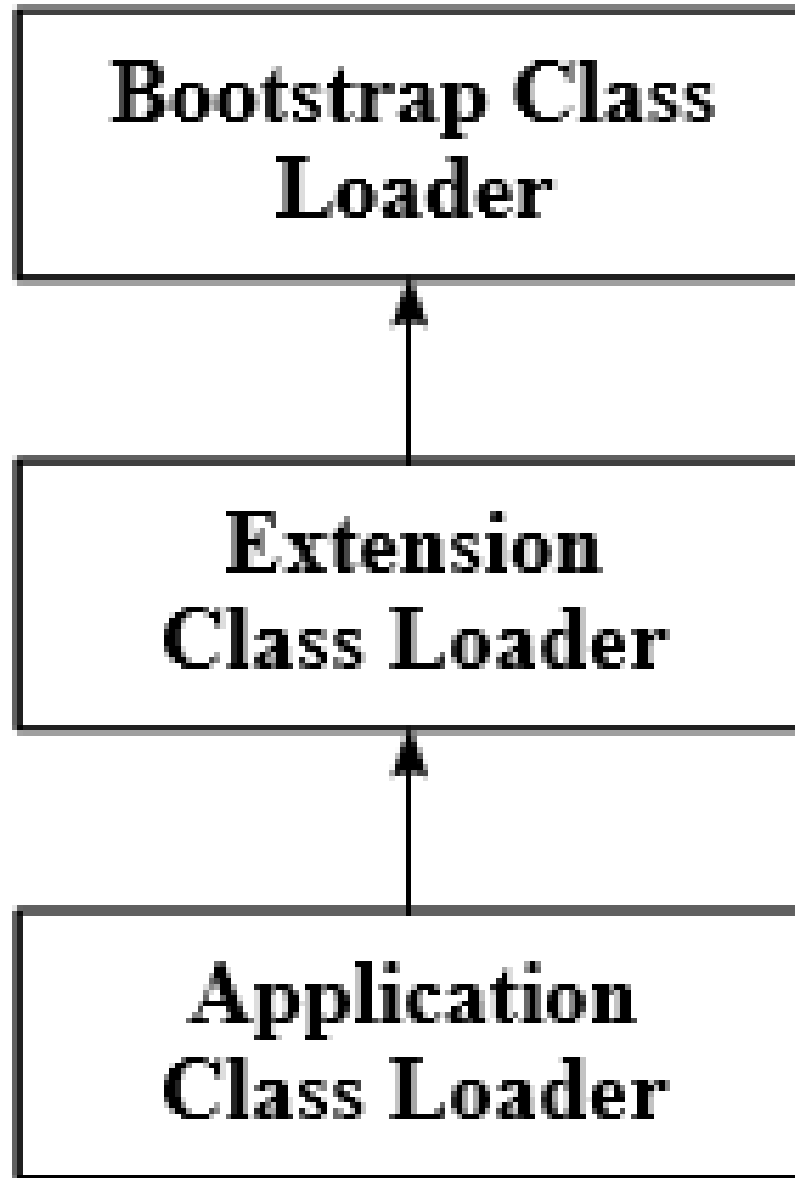 Bootstrap Class
Loader
Extension
Class Loader
Application
Class Loader